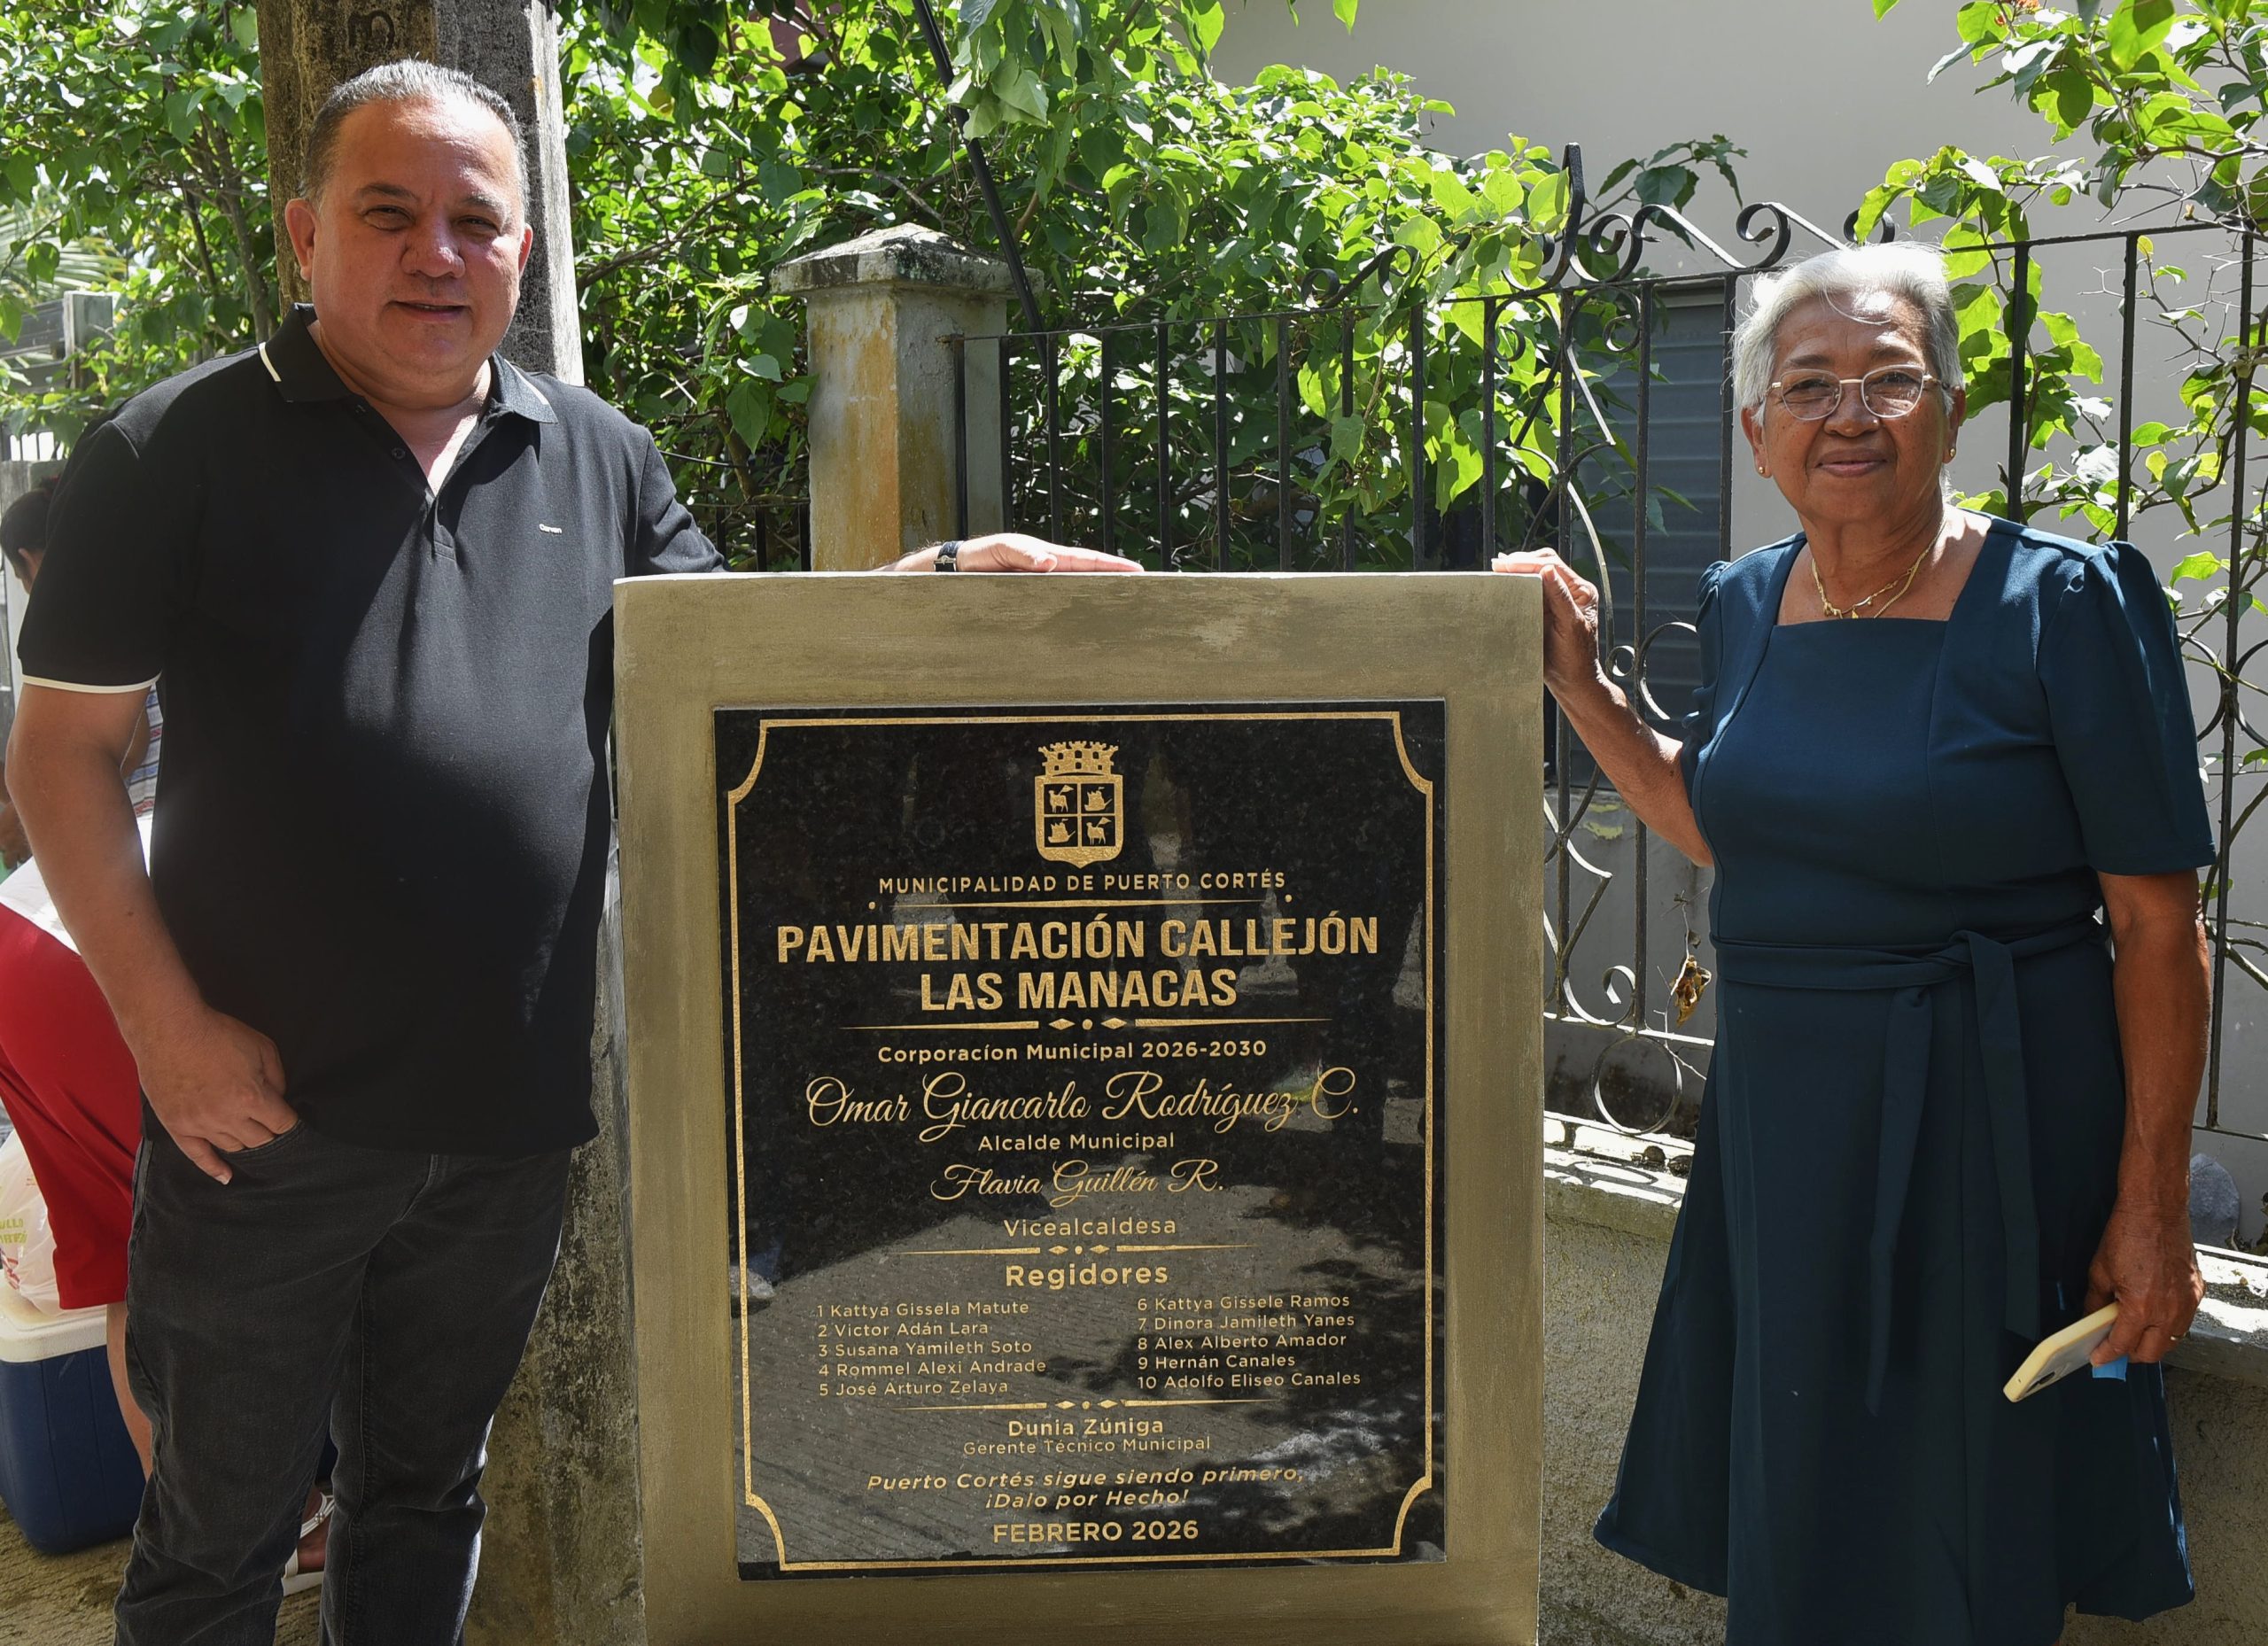 MUNICIPALIDAD DE PUERTO CORTÉS
PAVIMENTACIÓN CALLEJÓN
LAS MANACAS
Corporacíon Municipal 2026-2030
Omar Giancarlo Rodríguez C.
Alcalde Municipal
Flavia Guillén R.
Vicealcaldesa
Regidores
1 Kattya Gissela Matute
2 Victor Adán Lara
3 Susana Yamileth Soto
4 Rommel Alexi Andrade
5 José Arturo Zelaya
6 Kattya Gissele Ramos
7 Dinora Jamileth Yanes
8 Alex Alberto Amador
9 Hernán Canales
10 Adolfo Eliseo Canales
Dunia Zúniga
Gerente Técnico Municipal
Puerto Cortés sigue siendo primero,
¡Dalo por Hecho!
FEBRERO 2026